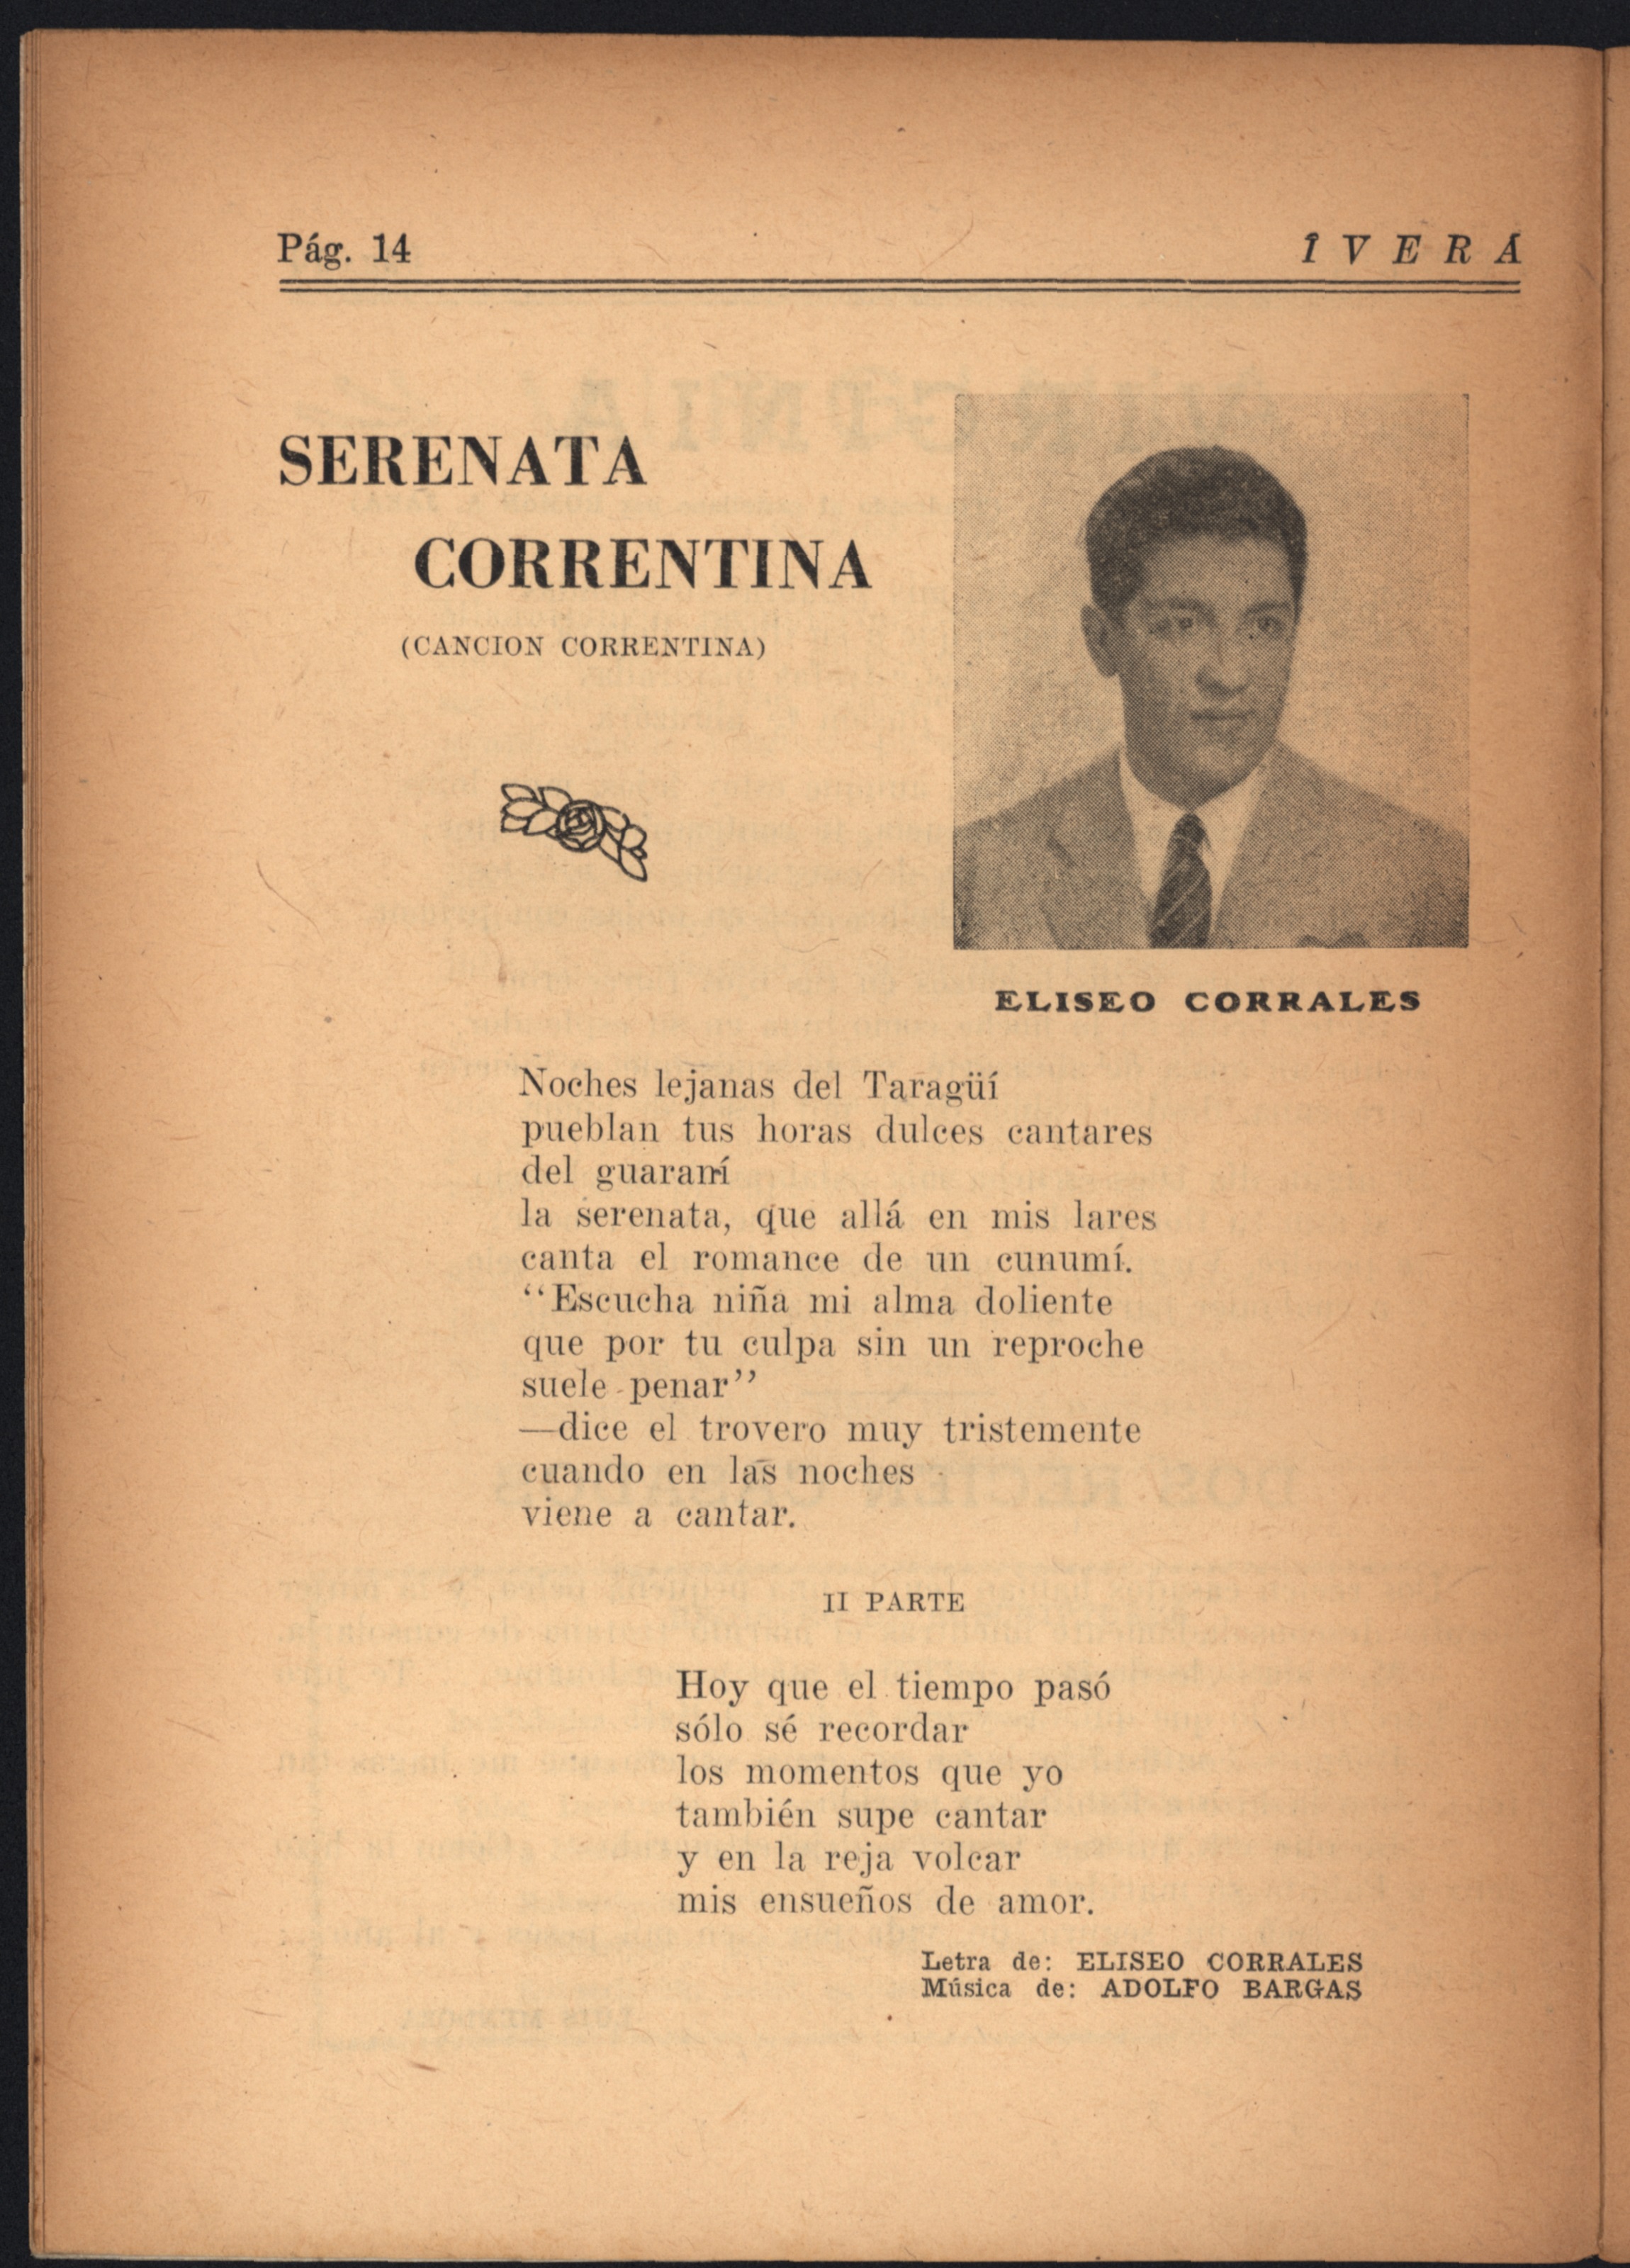 Pág. 14
Î V E R Á
SERENATA
CORRENTINA
(CANCION CORRENTINA)
ELISEO CORRALES
Noches lejanas del Taragüí
pueblan tus horas dulces cantares
del guaraní
la serenata, que allá en mis lares
canta el romance de un cunumí.
“Escucha niña mi alma doliente
que por tu culpa sin un reproche
suele penar”
—dice el trovero muy tristemente
cuando en las noches
viene a cantar.
II PARTE
Hoy que el tiempo pasó
sólo sé recordar
los momentos que yo
también supe cantar
y en la reja volcar
mis ensueños de amor.
Letra de: ELISEO CORRALES
Música de: ADOLFO BARGAS